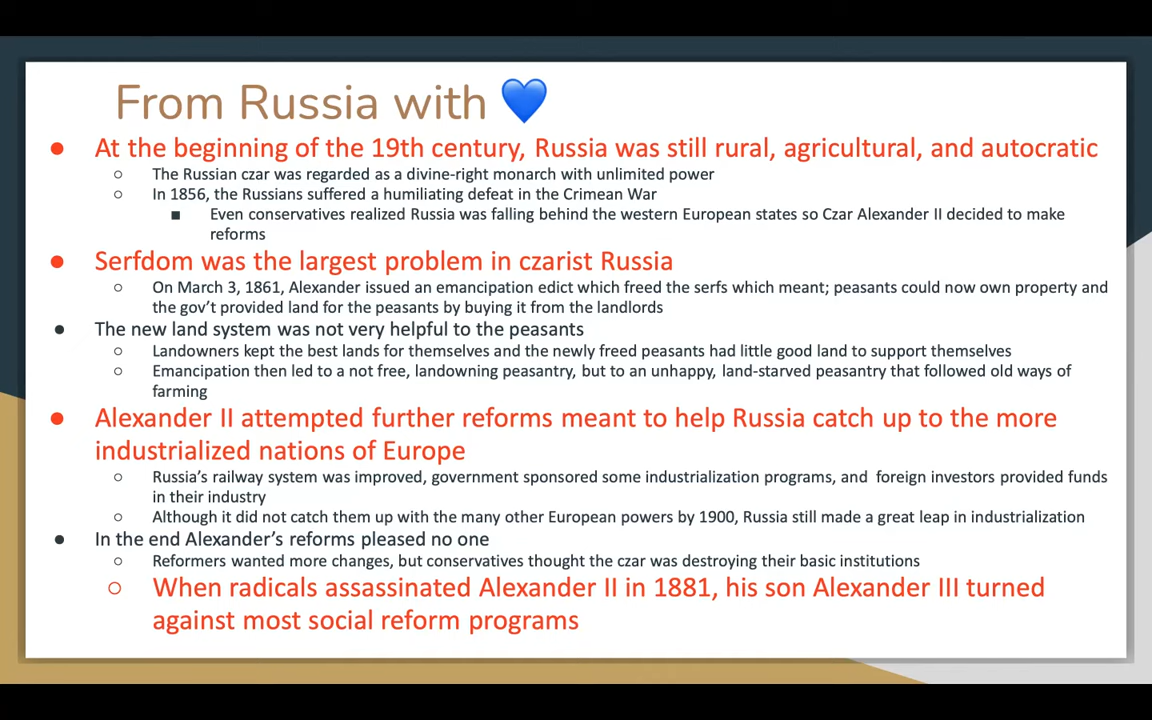 From Russia with 💙
● At the beginning of the 19th century, Russia was still rural, agricultural, and autocratic
○ The Russian czar was regarded as a divine-right monarch with unlimited power
○ In 1856, the Russians suffered a humiliating defeat in the Crimean War
■ Even conservatives realized Russia was falling behind the western European states so Czar Alexander II decided to make
reforms
● Serfdom was the largest problem in czarist Russia
○ On March 3, 1861, Alexander issued an emancipation edict which freed the serfs which meant; peasants could now own property and
the gov't provided land for the peasants by buying it from the landlords
● The new land system was not very helpful to the peasants
○ Landowners kept the best lands for themselves and the newly freed peasants had little good land to support themselves
○ Emancipation then led to a not free, landowning peasantry, but to an unhappy, land-starved peasantry that followed old ways of
farming
● Alexander II attempted further reforms meant to help Russia catch up to the more
industrialized nations of Europe
○ Russia's railway system was improved, government sponsored some industrialization programs, and foreign investors provided funds
in their industry
○ Although it did not catch them up with the many other European powers by 1900, Russia still made a great leap in industrialization
● In the end Alexander's reforms pleased no one
○ Reformers wanted more changes, but conservatives thought the czar was destroying their basic institutions
○ When radicals assassinated Alexander II in 1881, his son Alexander III turned
against most social reform programs